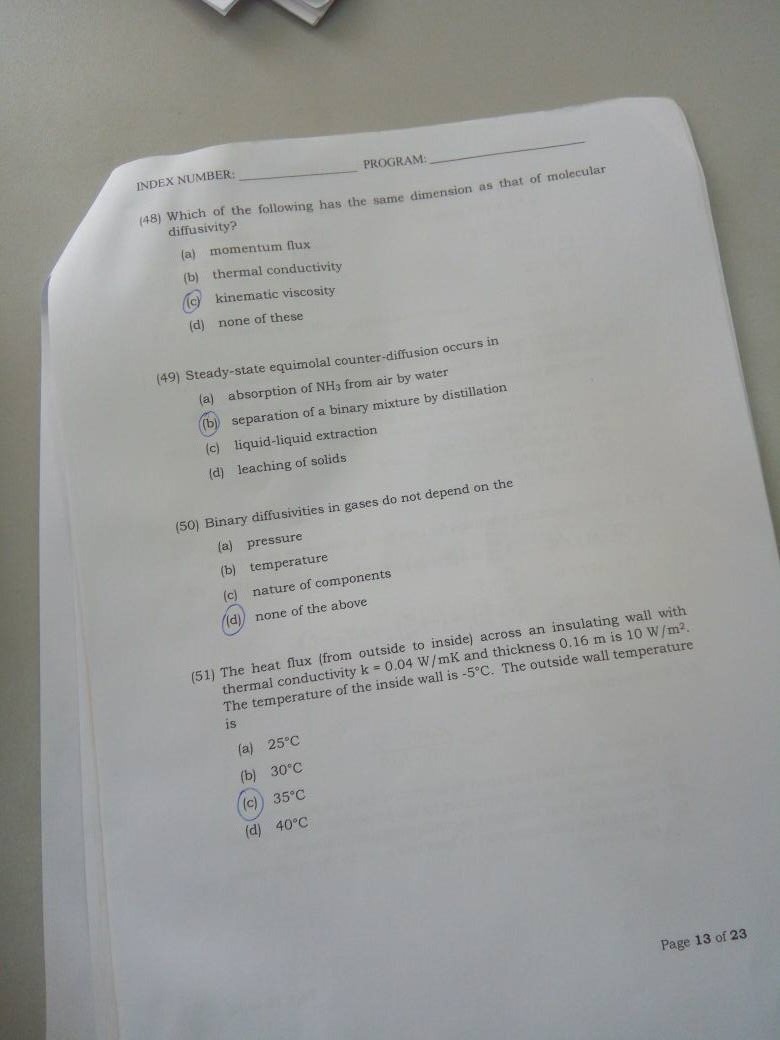 INDEX NUMBER: ____________ PROGRAM: ____________
(48) Which of the following has the same dimension as that of molecular
diffusivity?
(a) momentum flux
(b) thermal conductivity
(c) kinematic viscosity
(d) none of these
(49) Steady-state equimolal counter-diffusion occurs in
(a) absorption of NH₃ from air by water
(b) separation of a binary mixture by distillation
(c) liquid-liquid extraction
(d) leaching of solids
(50) Binary diffusivities in gases do not depend on the
(a) pressure
(b) temperature
(c) nature of components
(d) none of the above
(51) The heat flux (from outside to inside) across an insulating wall with
thermal conductivity k = 0.04 W/mK and thickness 0.16 m is 10 W/m².
The temperature of the inside wall is -5°C. The outside wall temperature
is
(a) 25°C
(b) 30°C
(c) 35°C
(d) 40°C
Page 13 of 23